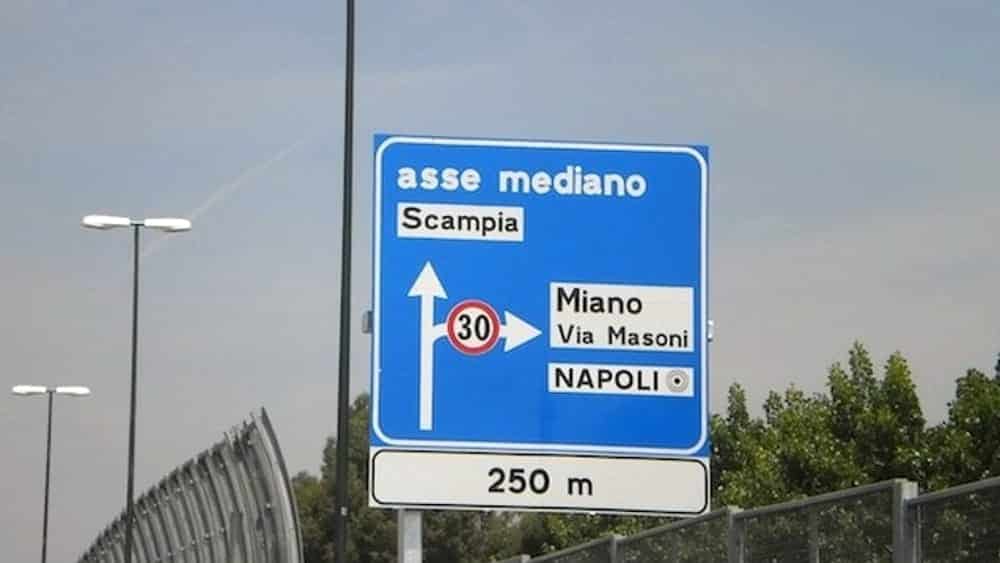 asse mediano
Scampia
30
Miano
Via Masoni
NAPOLI
250 m